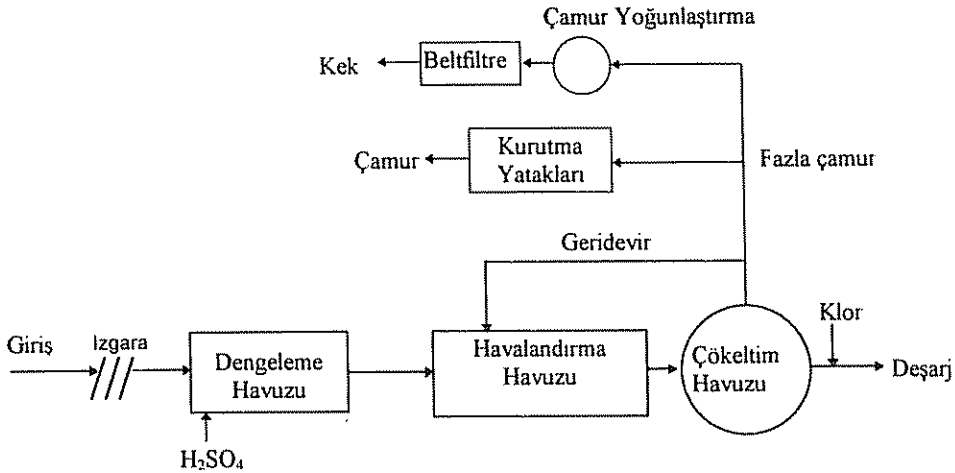 Çamur Yoğunlaştırma
Kek
Beltfiltre
Çamur
Kurutma
Yatakları
Fazla çamur
Geridevir
Giriş
Izgara
Dengeleme
Havuzu
H₂SO₄
Havalandırma
Havuzu
Çökeltim
Havuzu
Klor
Deşarj